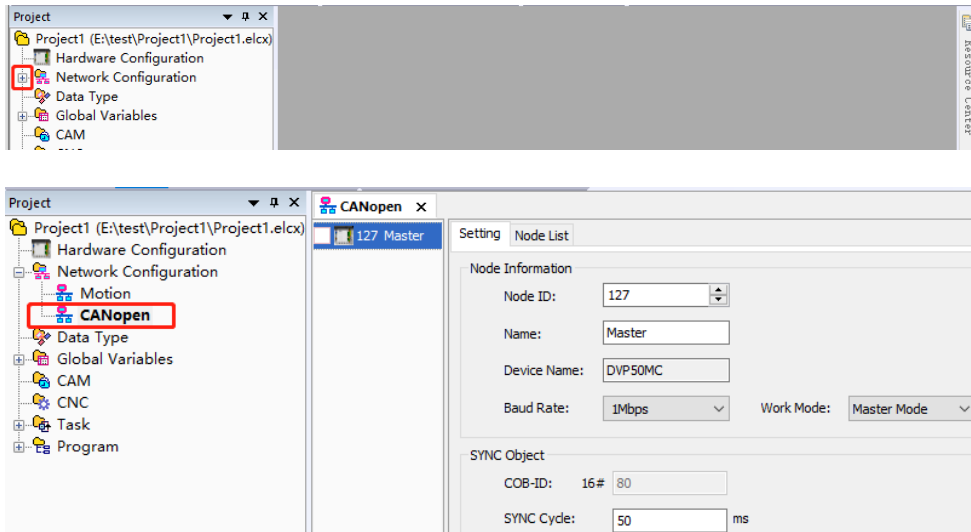 Project
Project1 (E:\test\Project1\Project1.elcx)
Hardware Configuration
Network Configuration
Data Type
Global Variables
CAM
Resource Center
Project
CANopen
Project1 (E:\test\Project1\Project1.elcx)
Hardware Configuration
Network Configuration
Motion
CANopen
Data Type
Global Variables
CAM
CNC
Task
Program
127 Master
Setting Node List
Node Information
Node ID: 127
Name: Master
Device Name: DVP50MC
Baud Rate: 1Mbps Work Mode: Master Mode
SYNC Object
COB-ID: 16# 80
SYNC Cycle: 50 ms